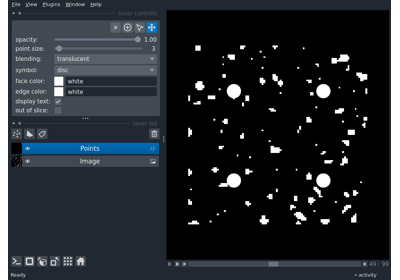 File View Plugins Window Help
layer controls
opacity: 1.00
point size: 3
blending: translucent
symbol: disc
face color: white
edge color: white
display text:
out of slice:
layer list
Points
Image
49 99
Ready
activity